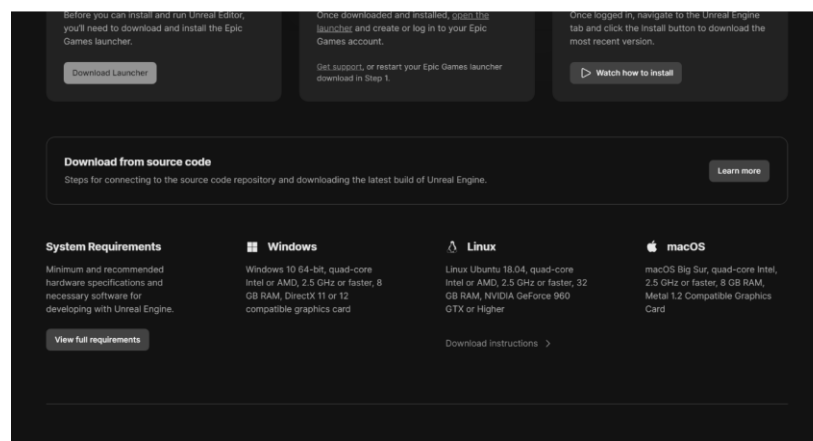 Before you can install and run Unreal Editor,
you'll need to download and install the Epic
Games launcher.
Download Launcher
Once downloaded and installed, open the
launcher and create or log in to your Epic
Games account.
Get support, or restart your Epic Games launcher
download in Step 1.
Once logged in, navigate to the Unreal Engine
tab and click the Install button to download the
most recent version.
Watch how to install
Download from source code
Steps for connecting to the source code repository and downloading the latest build of Unreal Engine.
Learn more
System Requirements
Minimum and recommended
hardware specifications and
necessary software for
developing with Unreal Engine.
View full requirements
Windows
Windows 10 64-bit, quad-core
Intel or AMD, 2.5 GHz or faster, 8
GB RAM, DirectX 11 or 12
compatible graphics card
Linux
Linux Ubuntu 18.04, quad-core
Intel or AMD, 2.5 GHz or faster, 32
GB RAM, NVIDIA GeForce 960
GTX or Higher
Download instructions
macOS
macOS Big Sur, quad-core Intel,
2.5 GHz or faster, 8 GB RAM,
Metal 1.2 Compatible Graphics
Card